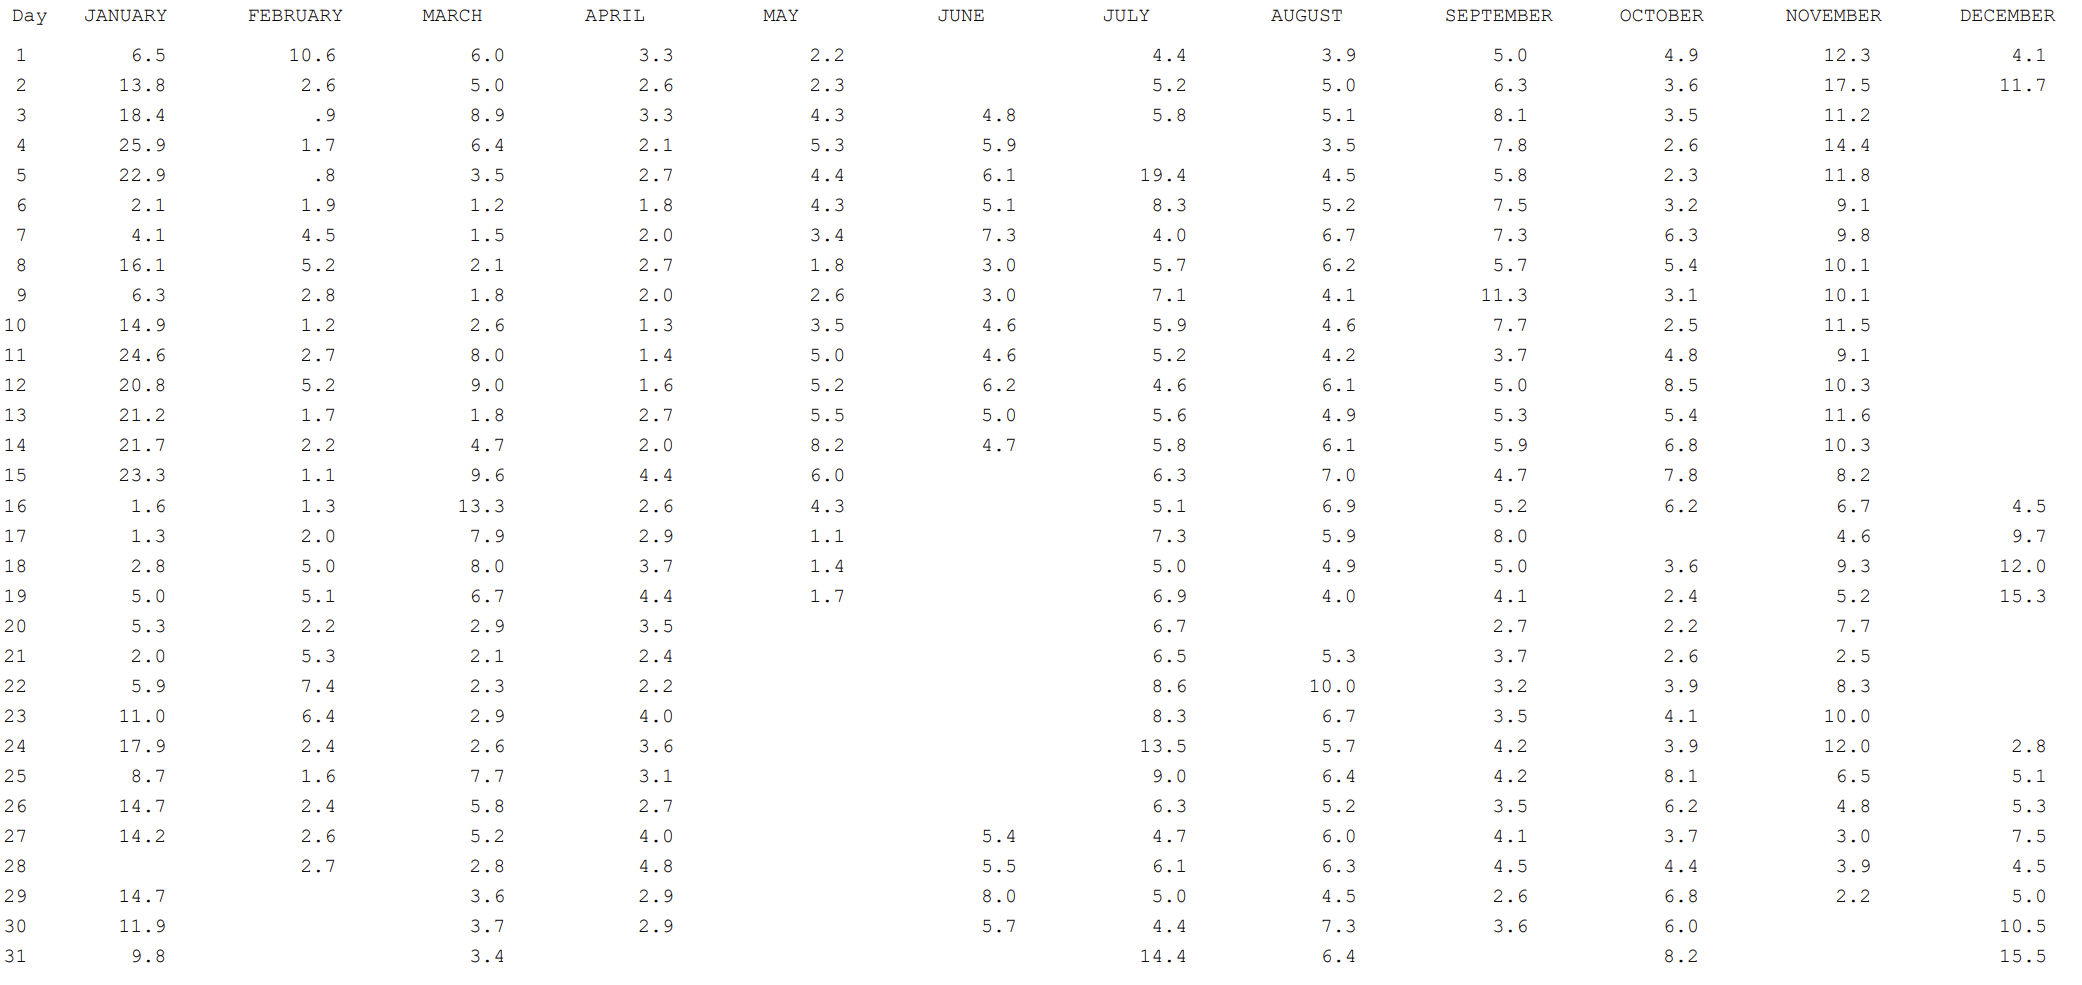 Day JANUARY FEBRUARY MARCH APRIL MAY JUNE JULY AUGUST SEPTEMBER OCTOBER NOVEMBER DECEMBER
1 6.5 10.6 6.0 3.3 2.2 4.4 3.9 5.0 4.9 12.3 4.1
2 13.8 2.6 5.0 2.6 2.3 5.2 5.0 6.3 3.6 17.5 11.7
3 18.4 .9 8.9 3.3 4.3 4.8 5.8 5.1 8.1 3.5 11.2
4 25.9 1.7 6.4 2.1 5.3 5.9 3.5 7.8 2.6 14.4
5 22.9 .8 3.5 2.7 4.4 6.1 19.4 4.5 5.8 2.3 11.8
6 2.1 1.9 1.2 1.8 4.3 5.1 8.3 5.2 7.5 3.2 9.1
7 4.1 4.5 1.5 2.0 3.4 7.3 4.0 6.7 7.3 6.3 9.8
8 16.1 5.2 2.1 2.7 1.8 3.0 5.7 6.2 5.7 5.4 10.1
9 6.3 2.8 1.8 2.0 2.6 3.0 7.1 4.1 11.3 3.1 10.1
10 14.9 1.2 2.6 1.3 3.5 4.6 5.9 4.6 7.7 2.5 11.5
11 24.6 2.7 8.0 1.4 5.0 4.6 5.2 4.2 3.7 4.8 9.1
12 20.8 5.2 9.0 1.6 5.2 6.2 4.6 6.1 5.0 8.5 10.3
13 21.2 1.7 1.8 2.7 5.5 5.0 5.6 4.9 5.3 5.4 11.6
14 21.7 2.2 4.7 2.0 8.2 4.7 5.8 6.1 5.9 6.8 10.3
15 23.3 1.1 9.6 4.4 6.0 6.3 7.0 4.7 7.8 8.2
16 1.6 1.3 13.3 2.6 4.3 5.1 6.9 5.2 6.2 6.7 4.5
17 1.3 2.0 7.9 2.9 1.1 7.3 5.9 8.0 4.6 9.7
18 2.8 5.0 8.0 3.7 1.4 5.0 4.9 5.0 3.6 9.3 12.0
19 5.0 5.1 6.7 4.4 1.7 6.9 4.0 4.1 2.4 5.2 15.3
20 5.3 2.2 2.9 3.5 6.7 2.7 2.2 7.7
21 2.0 5.3 2.1 2.4 6.5 5.3 3.7 2.6 2.5
22 5.9 7.4 2.3 2.2 8.6 10.0 3.2 3.9 8.3
23 11.0 6.4 2.9 4.0 8.3 6.7 3.5 4.1 10.0
24 17.9 2.4 2.6 3.6 13.5 5.7 4.2 3.9 12.0 2.8
25 8.7 1.6 7.7 3.1 9.0 6.4 4.2 8.1 6.5 5.1
26 14.7 2.4 5.8 2.7 6.3 5.2 3.5 6.2 4.8 5.3
27 14.2 2.6 5.2 4.0 5.4 4.7 6.0 4.1 3.7 3.0 7.5
28 2.7 2.8 4.8 5.5 6.1 6.3 4.5 4.4 3.9 4.5
29 14.7 3.6 2.9 8.0 5.0 4.5 2.6 6.8 2.2 5.0
30 11.9 3.7 2.9 5.7 4.4 7.3 3.6 6.0 10.5
31 9.8 3.4 14.4 6.4 8.2 15.5